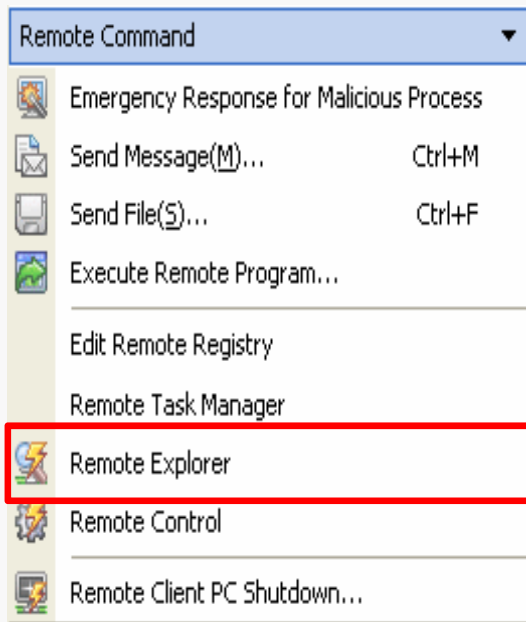 Remote Command
Emergency Response for Malicious Process
Send Message(M)... Ctrl+M
Send File(S)... Ctrl+F
Execute Remote Program...
Edit Remote Registry
Remote Task Manager
Remote Explorer
Remote Control
Remote Client PC Shutdown...